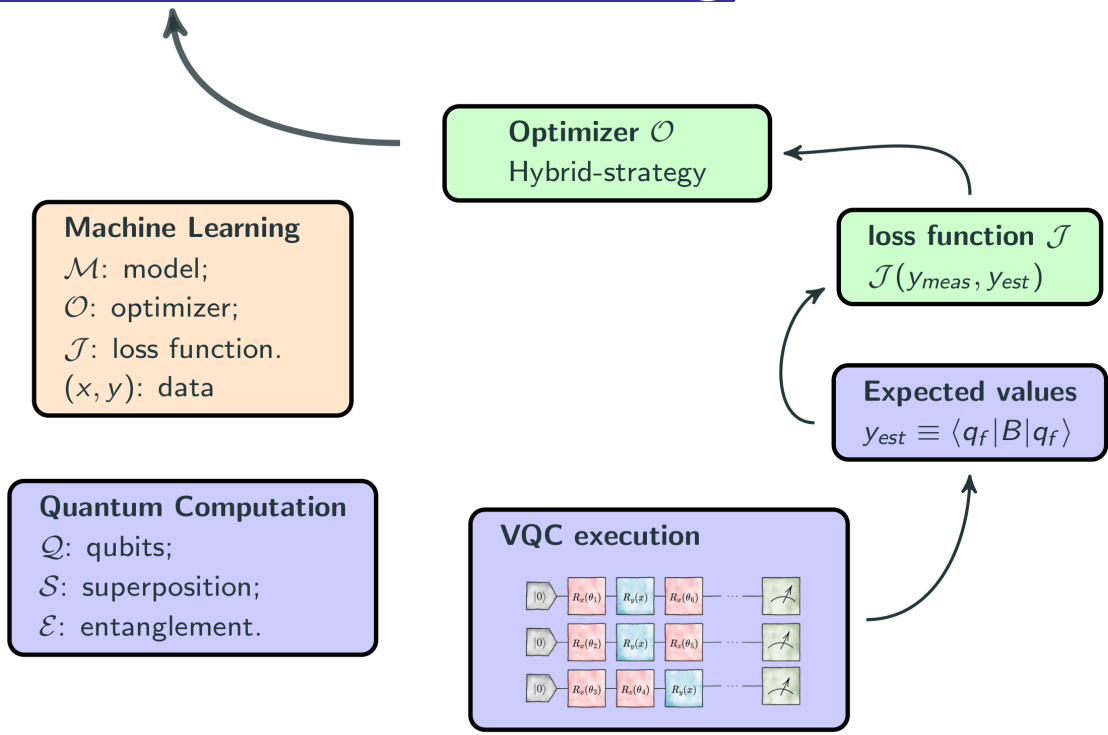 Optimizer 𝒪
Hybrid-strategy
Machine Learning
ℳ: model;
𝒪: optimizer;
𝒥: loss function.
(x, y): data
loss function 𝒥
𝒥(y_meas, y_est)
Expected values
y_est ≡ ⟨q_f|B|q_f⟩
Quantum Computation
𝒬: qubits;
𝒮: superposition;
ℰ: entanglement.
VQC execution
|0⟩ R_x(θ_1) R_y(x) R_x(θ_6) ...
|0⟩ R_x(θ_2) R_y(x) R_z(θ_5) ...
|0⟩ R_x(θ_3) R_z(θ_4) R_y(x) ...